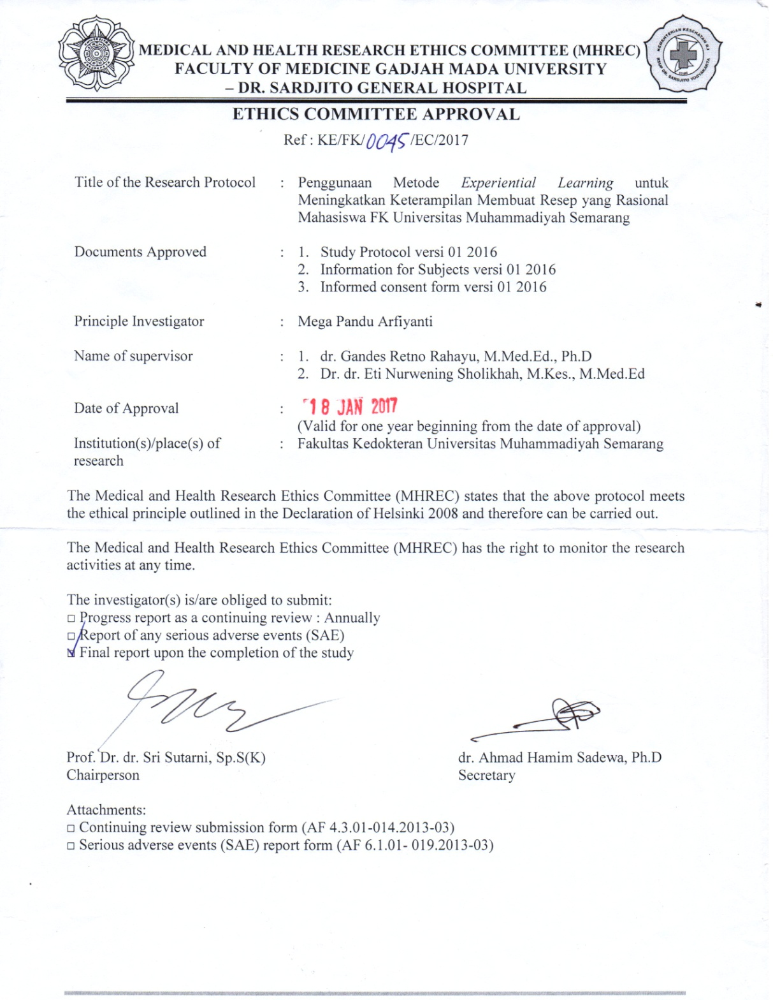 MEDICAL AND HEALTH RESEARCH ETHICS COMMITTEE (MHREC)
FACULTY OF MEDICINE GADJAH MADA UNIVERSITY
– DR. SARDJITO GENERAL HOSPITAL
KEMENTERIAN KESEHATAN R.I
RSUP DR. SARDJITO YOGYAKARTA
ETHICS COMMITTEE APPROVAL
Ref : KE/FK/0045/EC/2017
Title of the Research Protocol : Penggunaan Metode Experiential Learning untuk
Meningkatkan Keterampilan Membuat Resep yang Rasional
Mahasiswa FK Universitas Muhammadiyah Semarang
Documents Approved : 1. Study Protocol versi 01 2016
2. Information for Subjects versi 01 2016
3. Informed consent form versi 01 2016
Principle Investigator : Mega Pandu Arfiyanti
Name of supervisor : 1. dr. Gandes Retno Rahayu, M.Med.Ed., Ph.D
2. Dr. dr. Eti Nurwening Sholikhah, M.Kes., M.Med.Ed
Date of Approval : 18 JAN 2017
(Valid for one year beginning from the date of approval)
Institution(s)/place(s) of : Fakultas Kedokteran Universitas Muhammadiyah Semarang
research
The Medical and Health Research Ethics Committee (MHREC) states that the above protocol meets
the ethical principle outlined in the Declaration of Helsinki 2008 and therefore can be carried out.
The Medical and Health Research Ethics Committee (MHREC) has the right to monitor the research
activities at any time.
The investigator(s) is/are obliged to submit:
□ Progress report as a continuing review : Annually
□ Report of any serious adverse events (SAE)
☑ Final report upon the completion of the study
Prof. Dr. dr. Sri Sutarni, Sp.S(K) dr. Ahmad Hamim Sadewa, Ph.D
Chairperson Secretary
Attachments:
□ Continuing review submission form (AF 4.3.01-014.2013-03)
□ Serious adverse events (SAE) report form (AF 6.1.01- 019.2013-03)